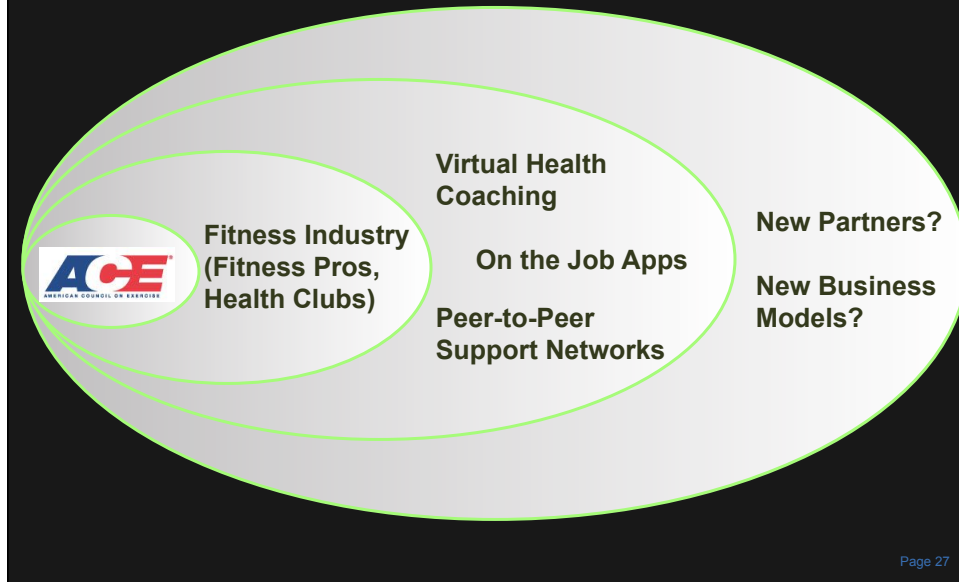 ACE
AMERICAN COUNCIL ON EXERCISE
Fitness Industry
(Fitness Pros,
Health Clubs)
Virtual Health
Coaching
On the Job Apps
Peer-to-Peer
Support Networks
New Partners?
New Business
Models?
Page 27